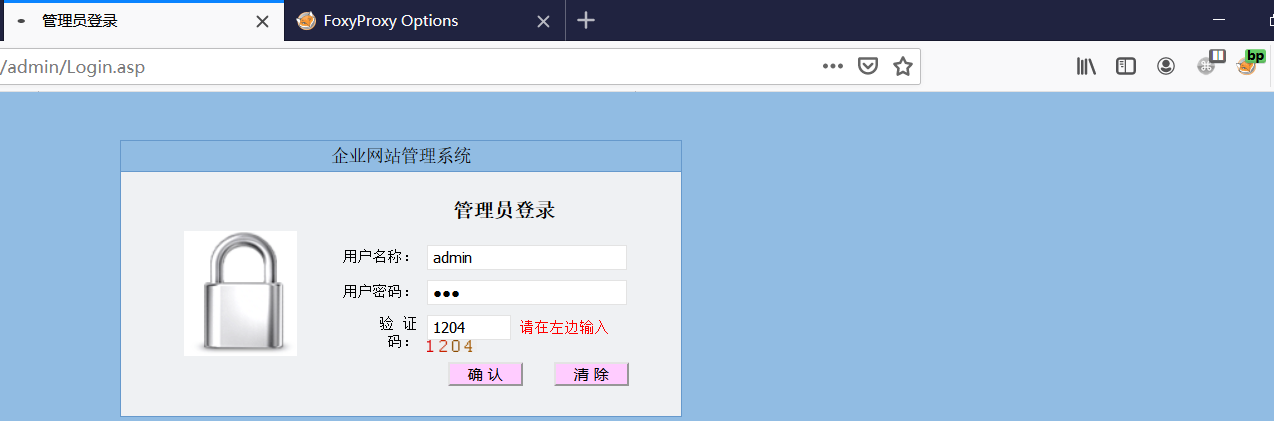 管理员登录
FoxyProxy Options
/admin/Login.asp
bp
企业网站管理系统
管理员登录
用户名称： admin
用户密码： ●●●
验 证 1204 请在左边输入
码： 1204
确 认 清 除